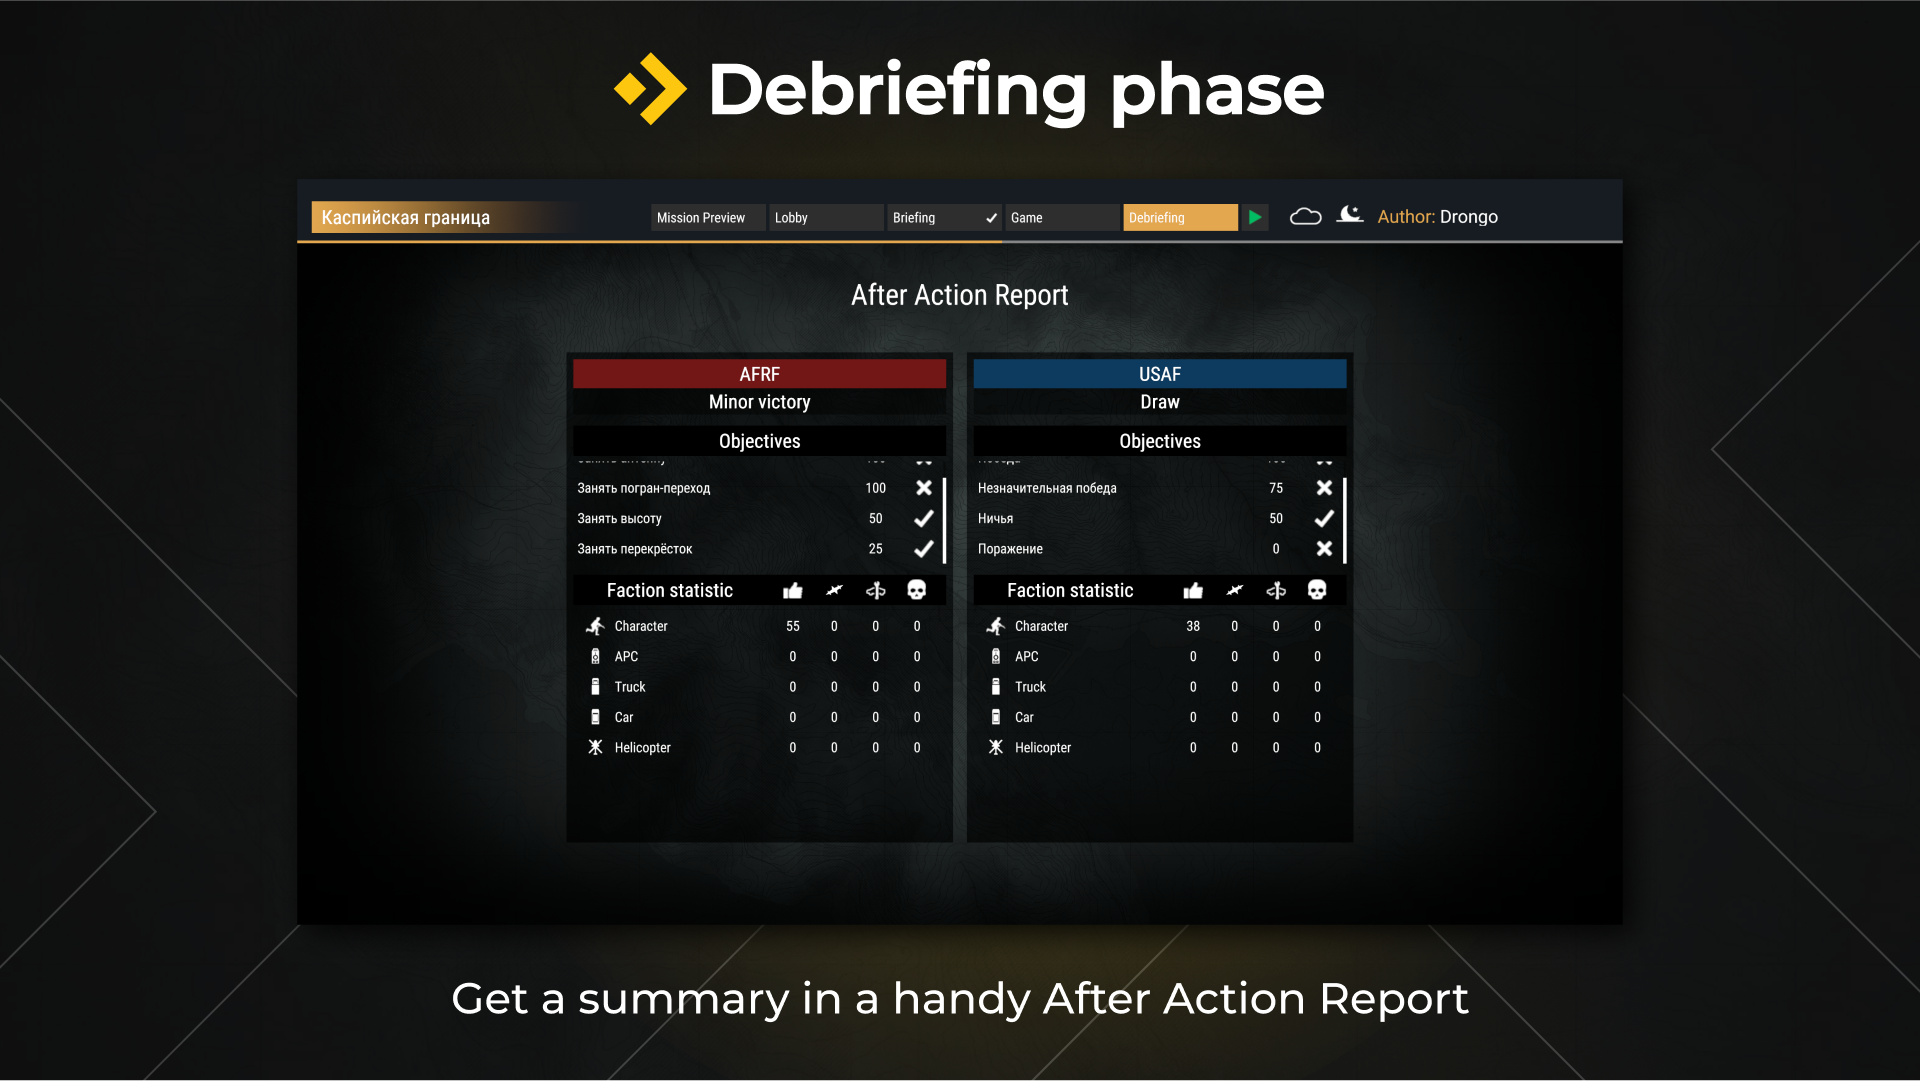 Debriefing phase
Каспийская граница
Mission Preview Lobby Briefing Game Debriefing Author: Drongo
After Action Report
AFRF
Minor victory
Objectives
Занять погран-переход 100
Занять высоту 50
Занять перекрёсток 25
Faction statistic
Character 55 0 0 0
APC 0 0 0 0
Truck 0 0 0 0
Car 0 0 0 0
Helicopter 0 0 0 0
USAF
Draw
Objectives
Незначительная победа 75
Ничья 50
Поражение 0
Faction statistic
Character 38 0 0 0
APC 0 0 0 0
Truck 0 0 0 0
Car 0 0 0 0
Helicopter 0 0 0 0
Get a summary in a handy After Action Report